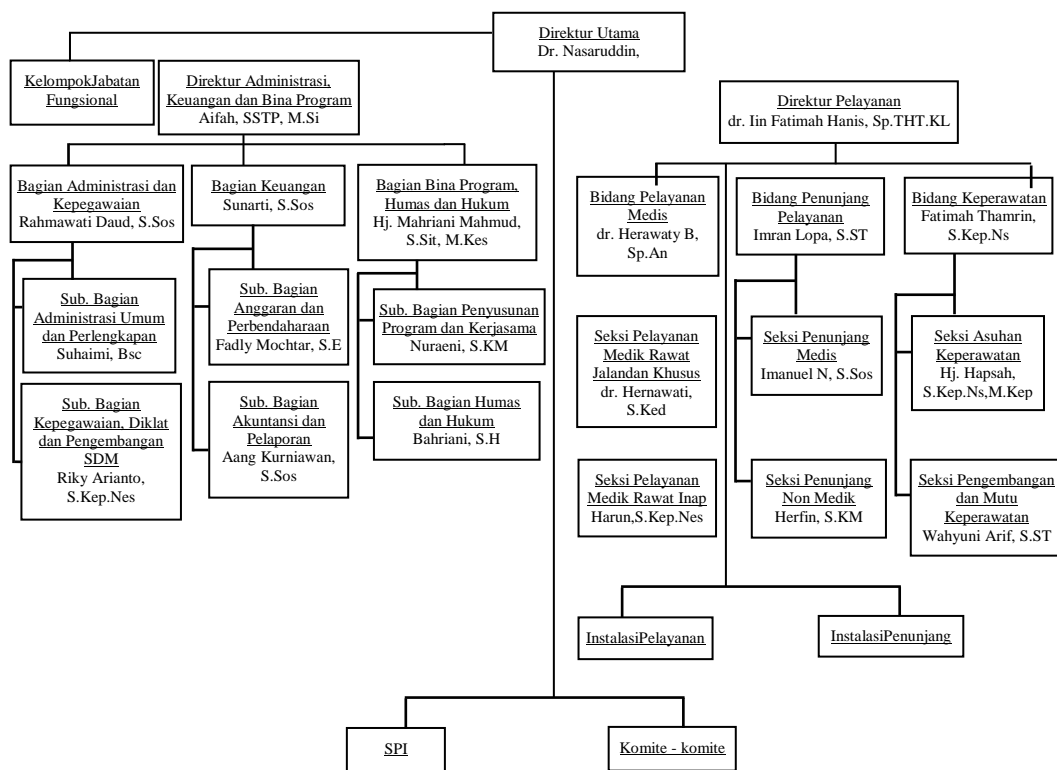 Direktur Utama
Dr. Nasaruddin,
KelompokJabatan
Fungsional
Direktur Administrasi,
Keuangan dan Bina Program
Aifah, SSTP, M.Si
Direktur Pelayanan
dr. Iin Fatimah Hanis, Sp.THT.KL
Bagian Administrasi dan
Kepegawaian
Rahmawati Daud, S.Sos
Bagian Keuangan
Sunarti, S.Sos
Bagian Bina Program,
Humas dan Hukum
Hj. Mahriani Mahmud,
S.Sit, M.Kes
Bidang Pelayanan
Medis
dr. Herawaty B,
Sp.An
Bidang Penunjang
Pelayanan
Imran Lopa, S.ST
Bidang Keperawatan
Fatimah Thamrin,
S.Kep.Ns
Sub. Bagian
Administrasi Umum
dan Perlengkapan
Suhaimi, Bsc
Sub. Bagian
Anggaran dan
Perbendaharaan
Fadly Mochtar, S.E
Sub. Bagian Penyusunan
Program dan Kerjasama
Nuraeni, S.KM
Seksi Pelayanan
Medik Rawat
Jalandan Khusus
dr. Hernawati,
S.Ked
Seksi Penunjang
Medis
Imanuel N, S.Sos
Seksi Asuhan
Keperawatan
Hj. Hapsah,
S.Kep.Ns,M.Kep
Sub. Bagian
Kepegawaian, Diklat
dan Pengembangan
SDM
Riky Arianto,
S.Kep.Nes
Sub. Bagian
Akuntansi dan
Pelaporan
Aang Kurniawan,
S.Sos
Sub. Bagian Humas
dan Hukum
Bahriani, S.H
Seksi Pelayanan
Medik Rawat Inap
Harun,S.Kep.Nes
Seksi Penunjang
Non Medik
Herfin, S.KM
Seksi Pengembangan
dan Mutu
Keperawatan
Wahyuni Arif, S.ST
InstalasiPelayanan
InstalasiPenunjang
SPI
Komite - komite